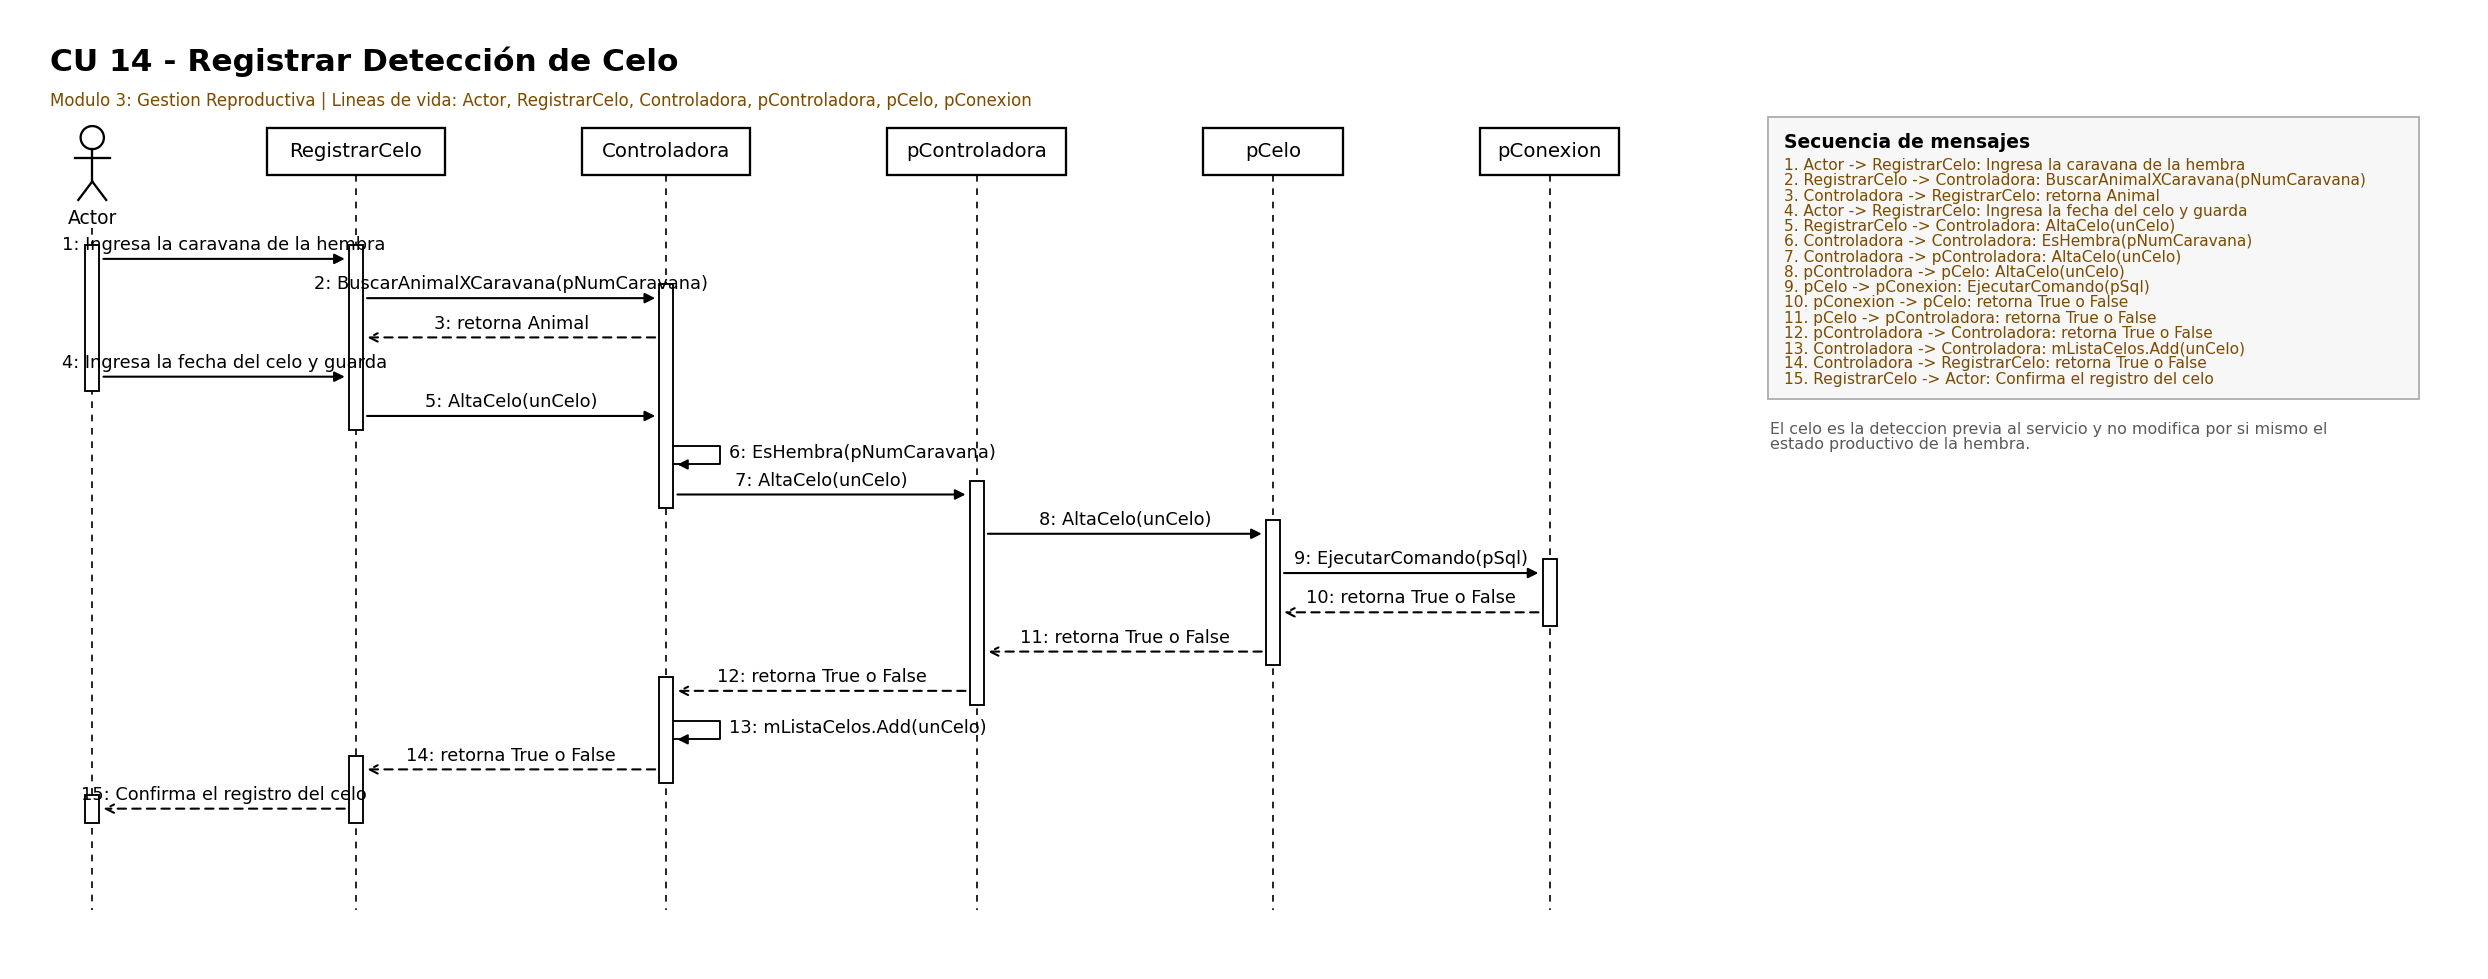 CU 14 - Registrar Detección de Celo
Modulo 3: Gestion Reproductiva | Lineas de vida: Actor, RegistrarCelo, Controladora, pControladora, pCelo, pConexion
Actor
RegistrarCelo
Controladora
pControladora
pCelo
pConexion
1: Ingresa la caravana de la hembra
2: BuscarAnimalXCaravana(pNumCaravana)
3: retorna Animal
4: Ingresa la fecha del celo y guarda
5: AltaCelo(unCelo)
6: EsHembra(pNumCaravana)
7: AltaCelo(unCelo)
8: AltaCelo(unCelo)
9: EjecutarComando(pSql)
10: retorna True o False
11: retorna True o False
12: retorna True o False
13: mListaCelos.Add(unCelo)
14: retorna True o False
15: Confirma el registro del celo
Secuencia de mensajes
1. Actor -> RegistrarCelo: Ingresa la caravana de la hembra
2. RegistrarCelo -> Controladora: BuscarAnimalXCaravana(pNumCaravana)
3. Controladora -> RegistrarCelo: retorna Animal
4. Actor -> RegistrarCelo: Ingresa la fecha del celo y guarda
5. RegistrarCelo -> Controladora: AltaCelo(unCelo)
6. Controladora -> Controladora: EsHembra(pNumCaravana)
7. Controladora -> pControladora: AltaCelo(unCelo)
8. pControladora -> pCelo: AltaCelo(unCelo)
9. pCelo -> pConexion: EjecutarComando(pSql)
10. pConexion -> pCelo: retorna True o False
11. pCelo -> pControladora: retorna True o False
12. pControladora -> Controladora: retorna True o False
13. Controladora -> Controladora: mListaCelos.Add(unCelo)
14. Controladora -> RegistrarCelo: retorna True o False
15. RegistrarCelo -> Actor: Confirma el registro del celo
El celo es la deteccion previa al servicio y no modifica por si mismo el
estado productivo de la hembra.